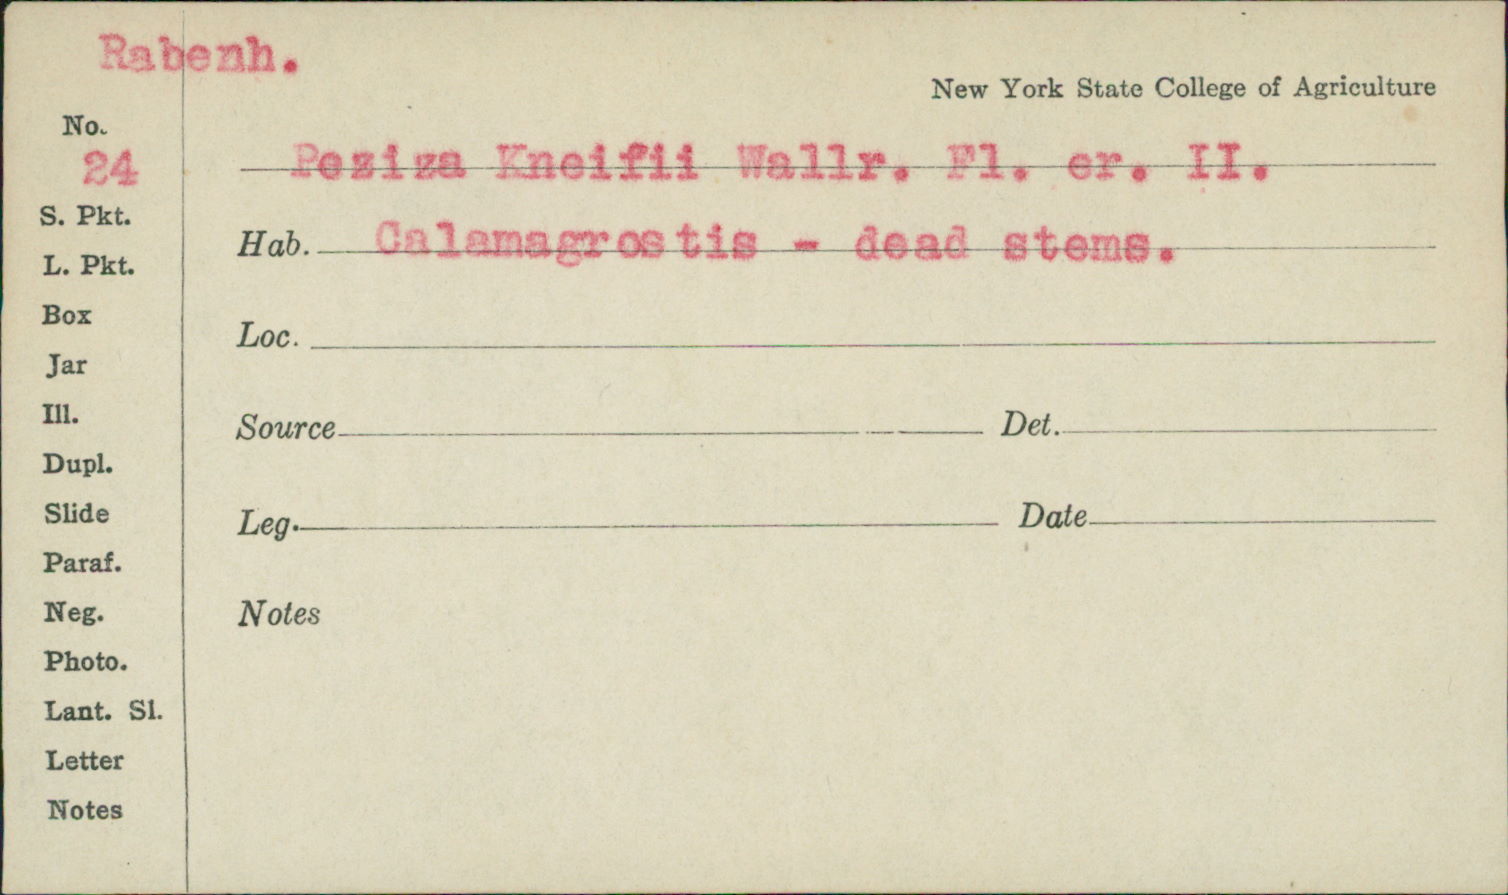 Rabenh.
New York State College of Agriculture
No.
24
Peziza Kneifii Wallr. Fl. cr. II.
S. Pkt.
Hab. Calamagrostis - dead stems.
L. Pkt.
Box
Loc.
Jar
Ill.
Source Det.
Dupl.
Slide
Leg. Date
Paraf.
Neg.
Notes
Photo.
Lant. Sl.
Letter
Notes